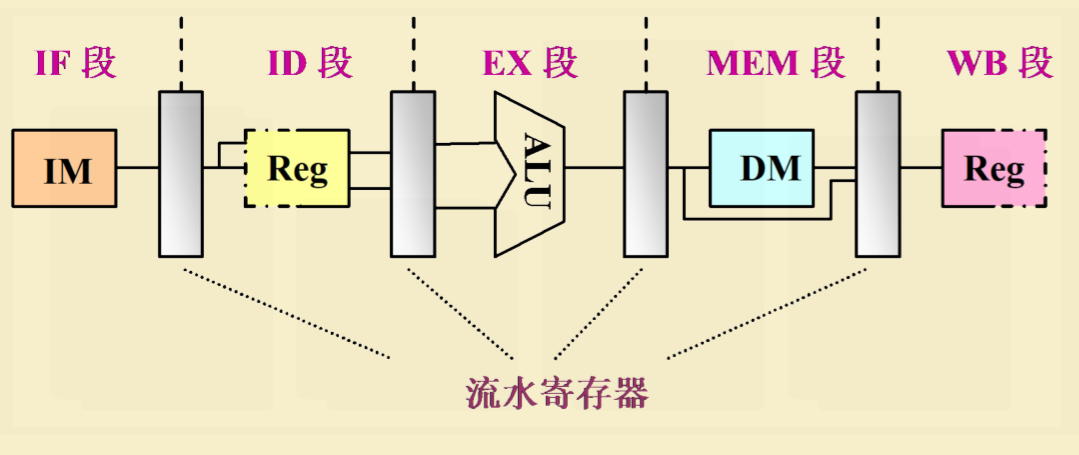 IF 段 ID 段 EX 段 MEM 段 WB 段
IM Reg ALU DM Reg
流水寄存器